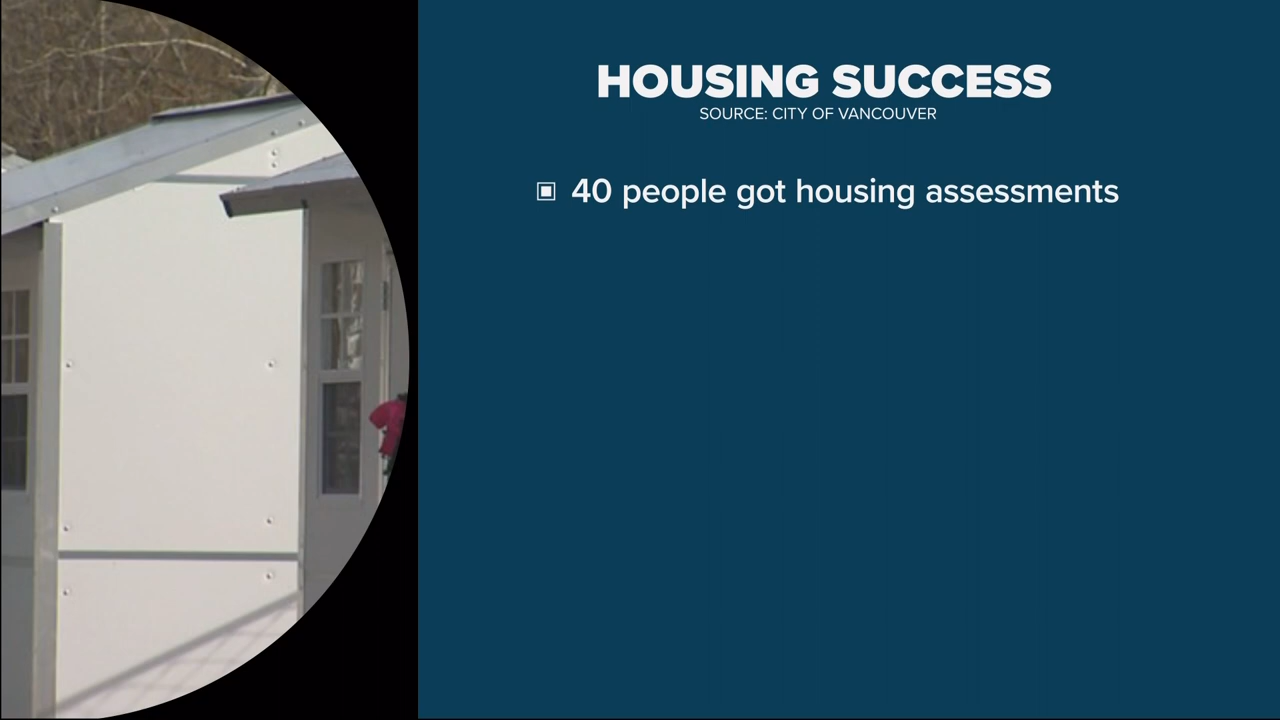 HOUSING SUCCESS
SOURCE: CITY OF VANCOUVER
40 people got housing assessments